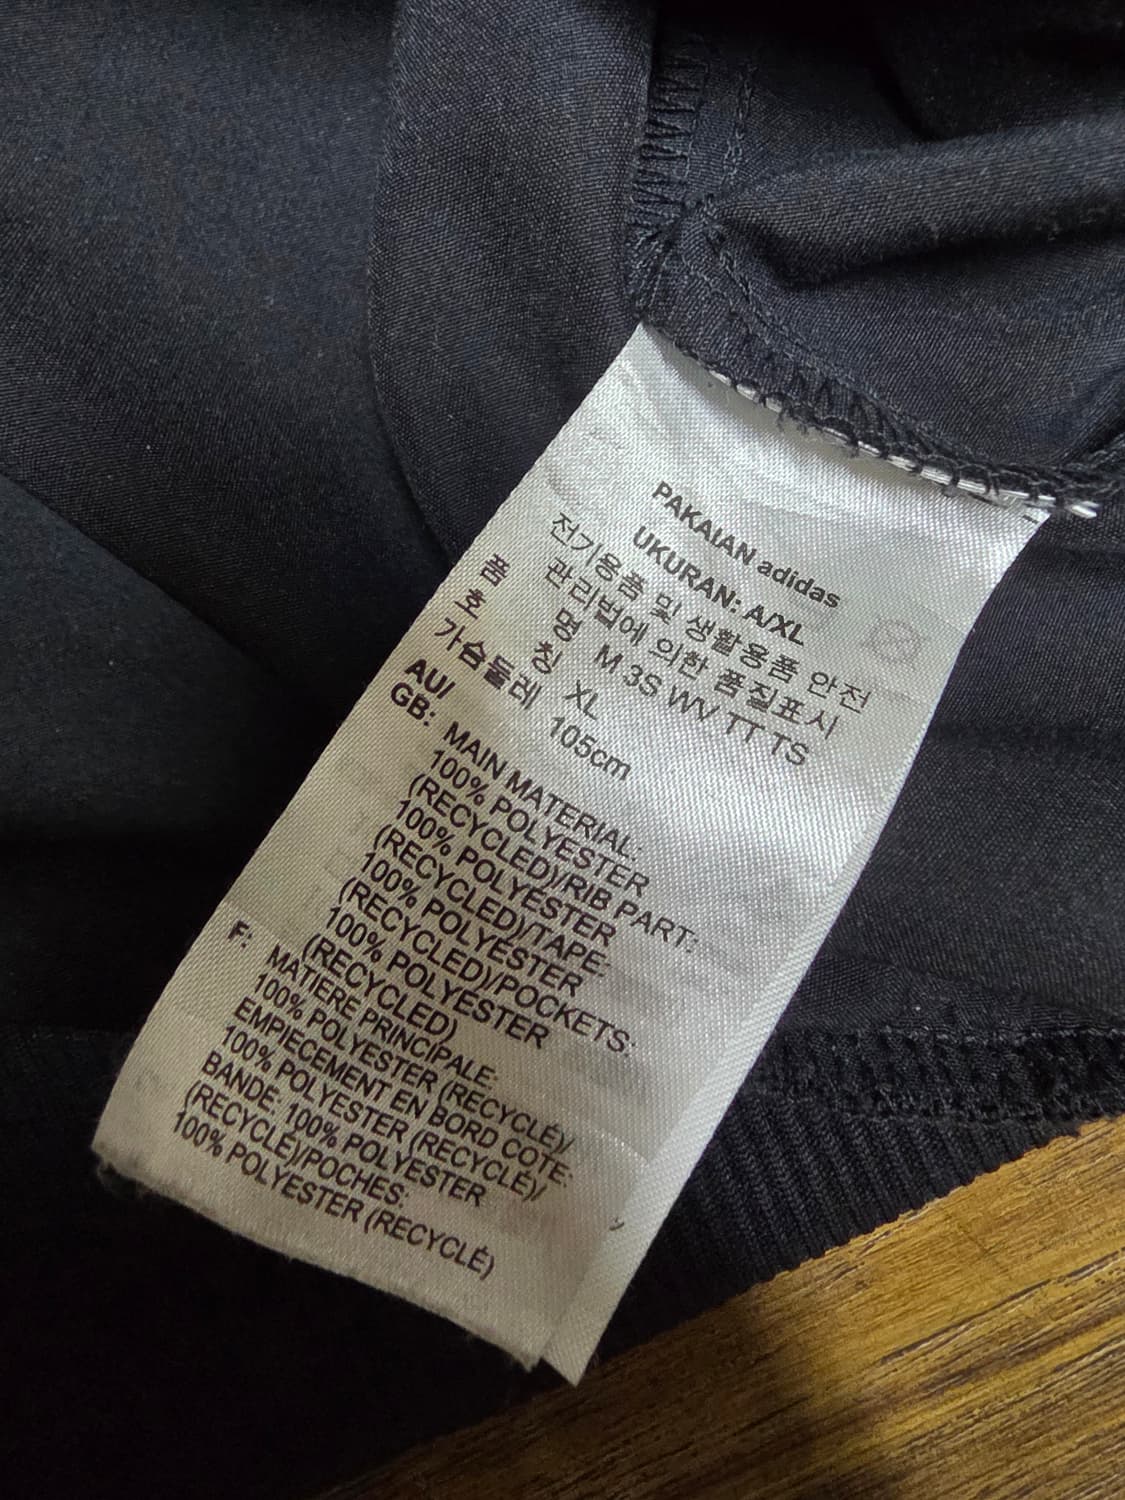 PAKAIAN adidas
UKURAN: A/XL
전기용품 및 생활용품 안전
관리법에 의한 품질표시
품 명 M 3S WV TT TS
호 칭 XL
가슴둘레 105cm
AU/
GB: MAIN MATERIAL:
100% POLYESTER
(RECYCLED)/RIB PART:
100% POLYESTER
(RECYCLED)/TAPE:
100% POLYESTER
(RECYCLED)/POCKETS:
100% POLYESTER
(RECYCLED)
F: MATIÈRE PRINCIPALE:
100% POLYESTER (RECYCLÉ)/
EMPIECEMENT EN BORD COTE:
100% POLYESTER (RECYCLÉ)/
BANDE: 100% POLYESTER
(RECYCLÉ)/POCHES:
100% POLYESTER (RECYCLÉ)